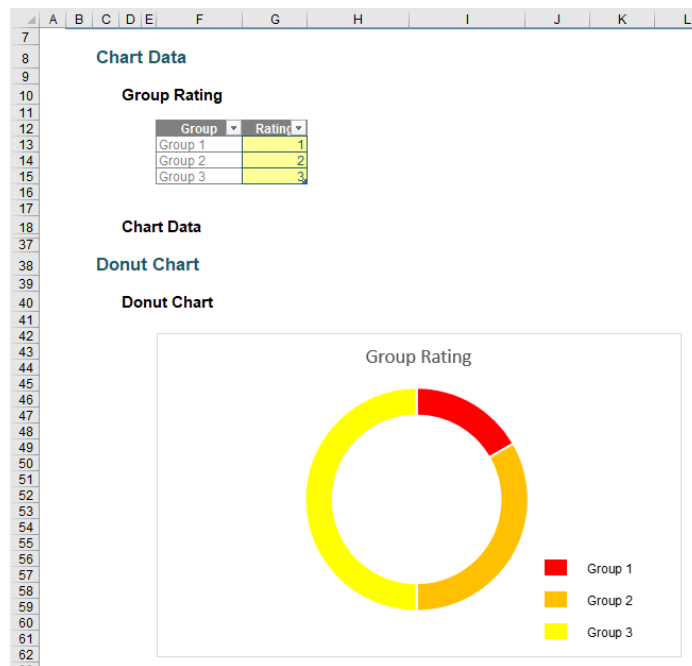 A B C D E F G H I J K L
7
8 Chart Data
9
10 Group Rating
11
12 Group Rating
13 Group 1 1
14 Group 2 2
15 Group 3 3
16
17
18 Chart Data
37
38 Donut Chart
39
40 Donut Chart
41
42
43 Group Rating
44
45
46
47
48
49
50
51
52
53
54
55
56 Group 1
57
58 Group 2
59
60
61 Group 3
62